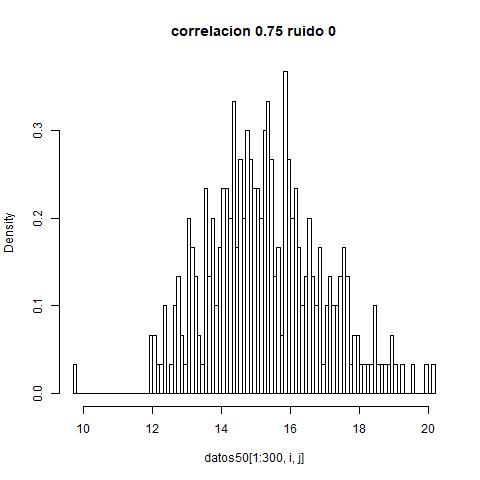 correlacion 0.75 ruido 0
Density
0.3
0.2
0.1
0.0
10 12 14 16 18 20
datos50[1:300, i, j]